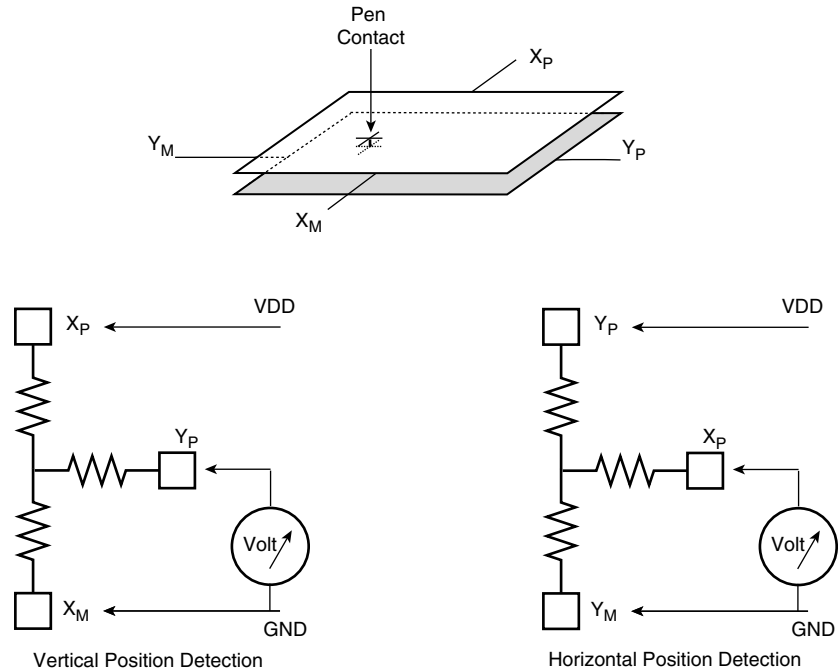 Pen
Contact
X_P
Y_M
Y_P
X_M
VDD
X_P
Y_P
Volt
X_M
GND
Vertical Position Detection
VDD
Y_P
X_P
Volt
Y_M
GND
Horizontal Position Detection